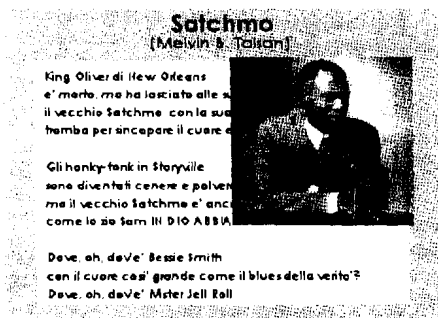 Satchmo
[Melvin B. Tolson]
King Oliver di New Orleans
e' morto, ma ha lasciato alle
il vecchio Satchmo con la sua
tromba per sincopare il cuore e
Gli honky-tonk in Storyville
sono diventati cenere e polver
ma il vecchio Satchmo e' anc
come lo zio Sam IN DIO ABBIA
Dove, oh, dov'e' Bessie Smith
con il cuore cosi' grande come il blues della verita'?
Dove, oh, dov'e' Mister Jell Roll